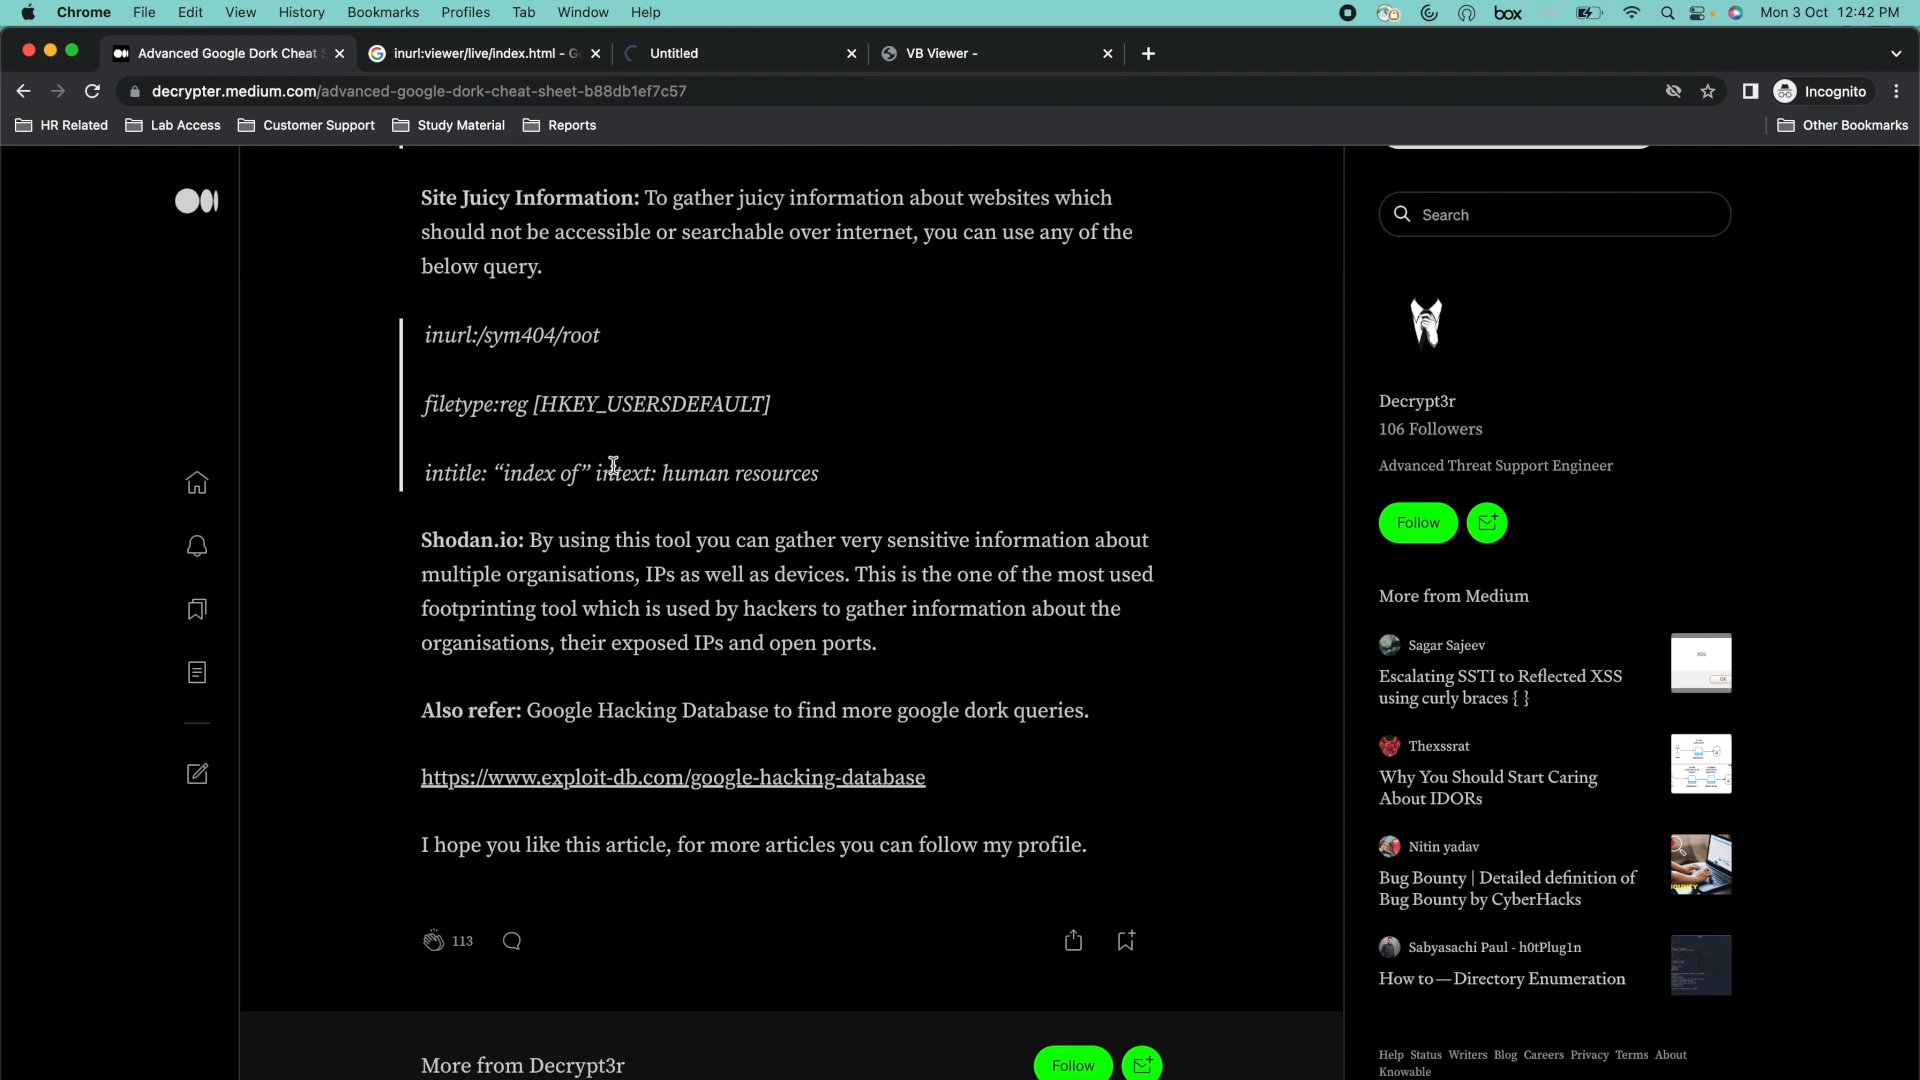 Chrome File Edit View History Bookmarks Profiles Tab Window Help
box
Mon 3 Oct 12:42 PM
Advanced Google Dork Cheat S
inurl:viewer/live/index.html - G
Untitled
VB Viewer -
decrypter.medium.com/advanced-google-dork-cheat-sheet-b88db1ef7c57
Incognito
HR Related
Lab Access
Customer Support
Study Material
Reports
Other Bookmarks
Site Juicy Information: To gather juicy information about websites which
should not be accessible or searchable over internet, you can use any of the
below query.
inurl:/sym404/root
filetype:reg [HKEY_USERSDEFAULT]
intitle: “index of” intext: human resources
Shodan.io: By using this tool you can gather very sensitive information about
multiple organisations, IPs as well as devices. This is the one of the most used
footprinting tool which is used by hackers to gather information about the
organisations, their exposed IPs and open ports.
Also refer: Google Hacking Database to find more google dork queries.
https://www.exploit-db.com/google-hacking-database
I hope you like this article, for more articles you can follow my profile.
113
More from Decrypt3r
Follow
Search
Decrypt3r
106 Followers
Advanced Threat Support Engineer
Follow
More from Medium
Sagar Sajeev
Escalating SSTI to Reflected XSS
using curly braces { }
XSS
OK
Thexssrat
Why You Should Start Caring
About IDORs
Nitin yadav
Bug Bounty | Detailed definition of
Bug Bounty by CyberHacks
Sabyasachi Paul - h0tPlug1n
How to — Directory Enumeration
Help Status Writers Blog Careers Privacy Terms About
Knowable